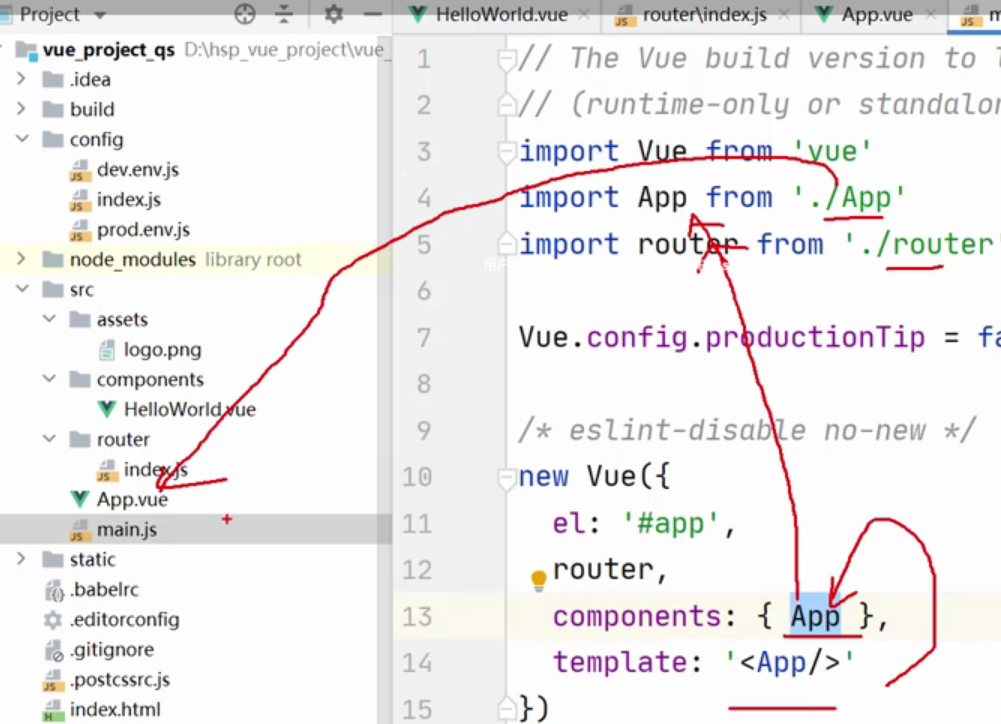 Project
HelloWorld.vue
router\index.js
App.vue
vue_project_qs D:\hsp_vue_project\vue_
.idea
build
config
dev.env.js
index.js
prod.env.js
node_modules library root
src
assets
logo.png
components
HelloWorld.vue
router
index.js
App.vue
main.js
static
.babelrc
.editorconfig
.gitignore
.postcssrc.js
index.html
1 // The Vue build version to l
2 // (runtime-only or standalon
3 import Vue from 'vue'
4 import App from './App'
5 import router from './router'
6
7 Vue.config.productionTip = fa
8
9 /* eslint-disable no-new */
10 new Vue({
11 el: '#app',
12 router,
13 components: { App },
14 template: '<App/>'
15 })